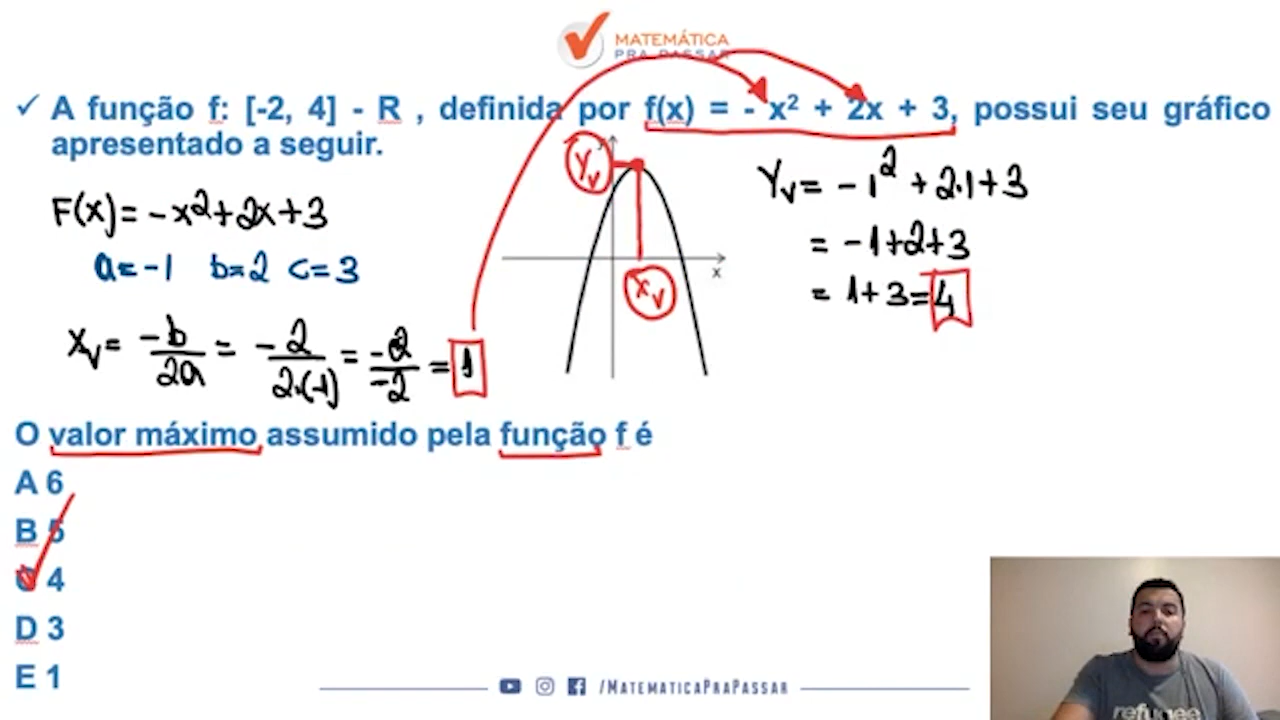 MATEMÁTICA
PRA PASSAR
✓ A função f: [-2, 4] - R , definida por f(x) = - x² + 2x + 3, possui seu gráfico
apresentado a seguir.
F(x) = -x² + 2x + 3
a = -1 b = 2 c = 3
Xv = -b/2a = -2/2·(-1) = -2/-2 = 1
y
Yv
Xv
x
Yv = -1² + 2·1 + 3
= -1 + 2 + 3
= 1 + 3 = 4
O valor máximo assumido pela função f é
A 6
B 5
C 4
D 3
E 1
/MATEMATICAPRAPASSAR
refugee